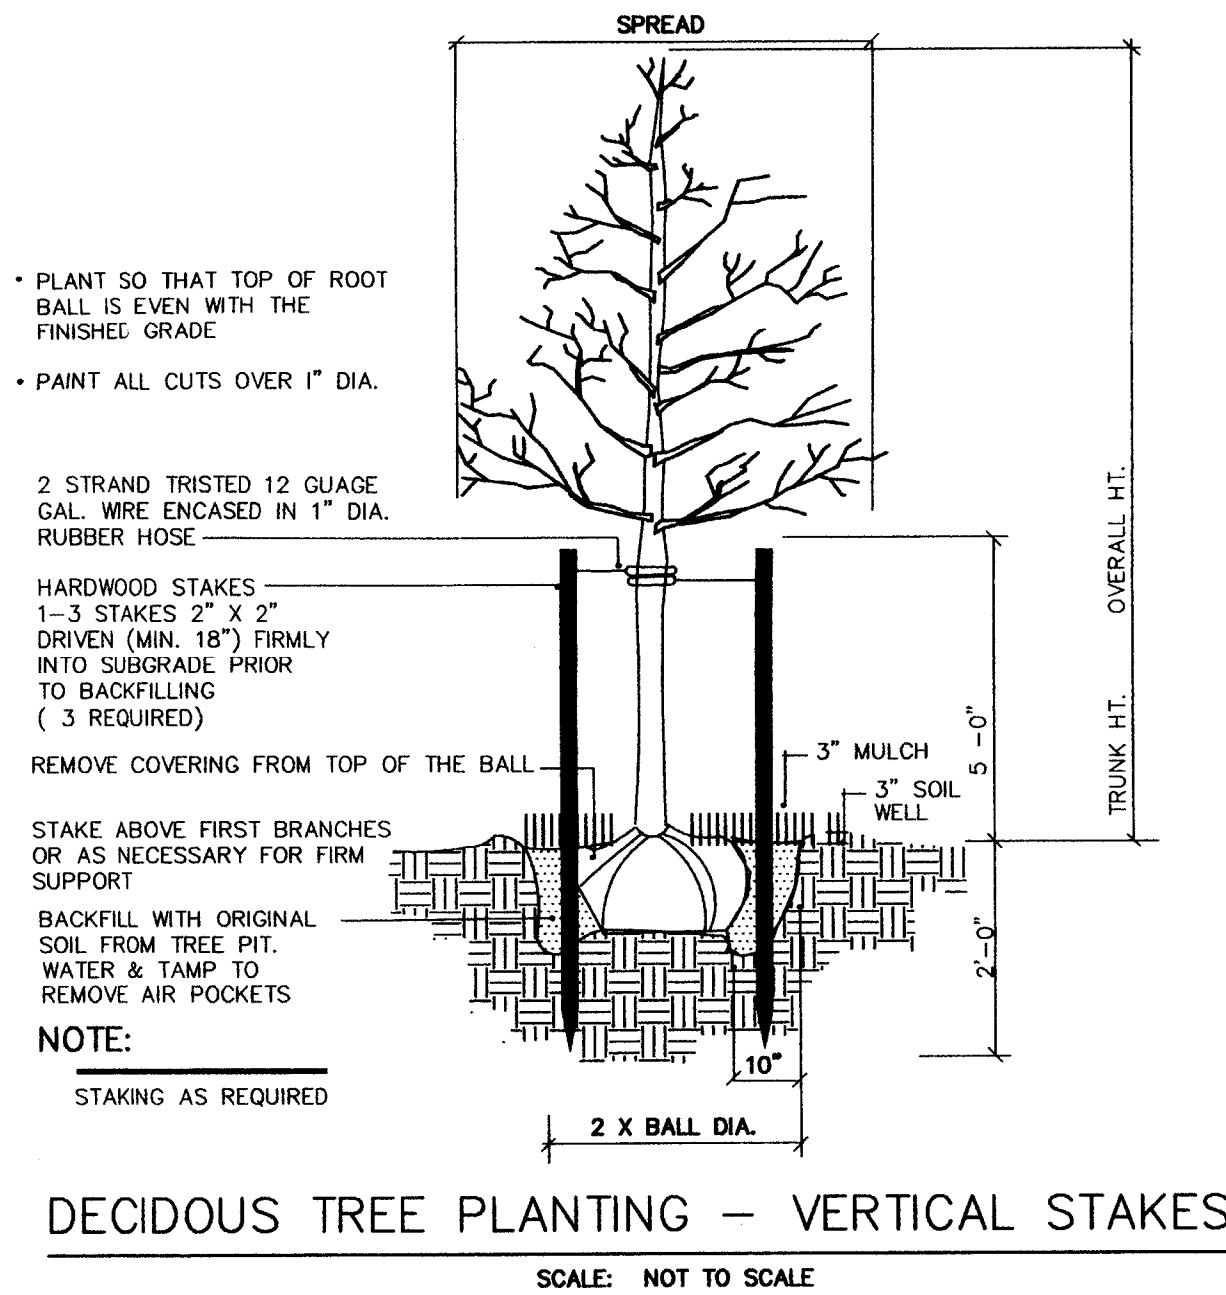 SPREAD
• PLANT SO THAT TOP OF ROOT
BALL IS EVEN WITH THE
FINISHED GRADE
• PAINT ALL CUTS OVER 1" DIA.
2 STRAND TRISTED 12 GUAGE
GAL. WIRE ENCASED IN 1" DIA.
RUBBER HOSE
HARDWOOD STAKES
1-3 STAKES 2" X 2"
DRIVEN (MIN. 18") FIRMLY
INTO SUBGRADE PRIOR
TO BACKFILLING
( 3 REQUIRED)
REMOVE COVERING FROM TOP OF THE BALL
STAKE ABOVE FIRST BRANCHES
OR AS NECESSARY FOR FIRM
SUPPORT
BACKFILL WITH ORIGINAL
SOIL FROM TREE PIT.
WATER & TAMP TO
REMOVE AIR POCKETS
NOTE:
STAKING AS REQUIRED
3" MULCH
3" SOIL
WELL
OVERALL HT.
TRUNK HT.
5 -0"
2'-0"
10"
2 X BALL DIA.
DECIDOUS TREE PLANTING - VERTICAL STAKES
SCALE: NOT TO SCALE